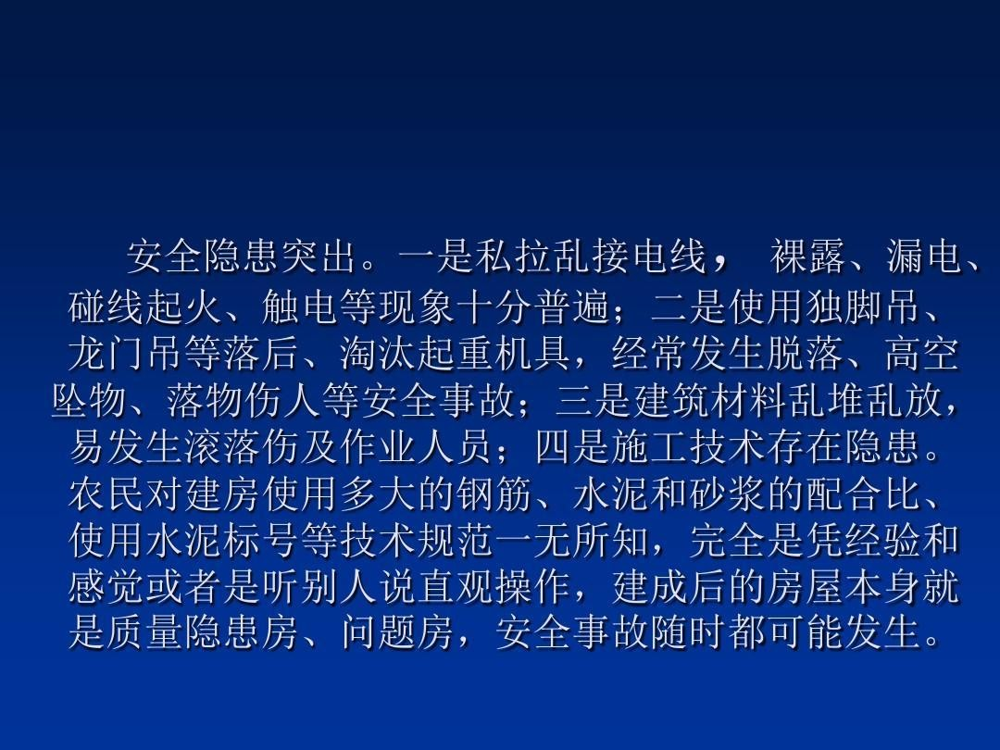 安全隐患突出。一是私拉乱接电线， 裸露、漏电、
碰线起火、触电等现象十分普遍；二是使用独脚吊、
龙门吊等落后、淘汰起重机具，经常发生脱落、高空
坠物、落物伤人等安全事故；三是建筑材料乱堆乱放，
易发生滚落伤及作业人员；四是施工技术存在隐患。
农民对建房使用多大的钢筋、水泥和砂浆的配合比、
使用水泥标号等技术规范一无所知，完全是凭经验和
感觉或者是听别人说直观操作，建成后的房屋本身就
是质量隐患房、问题房，安全事故随时都可能发生。